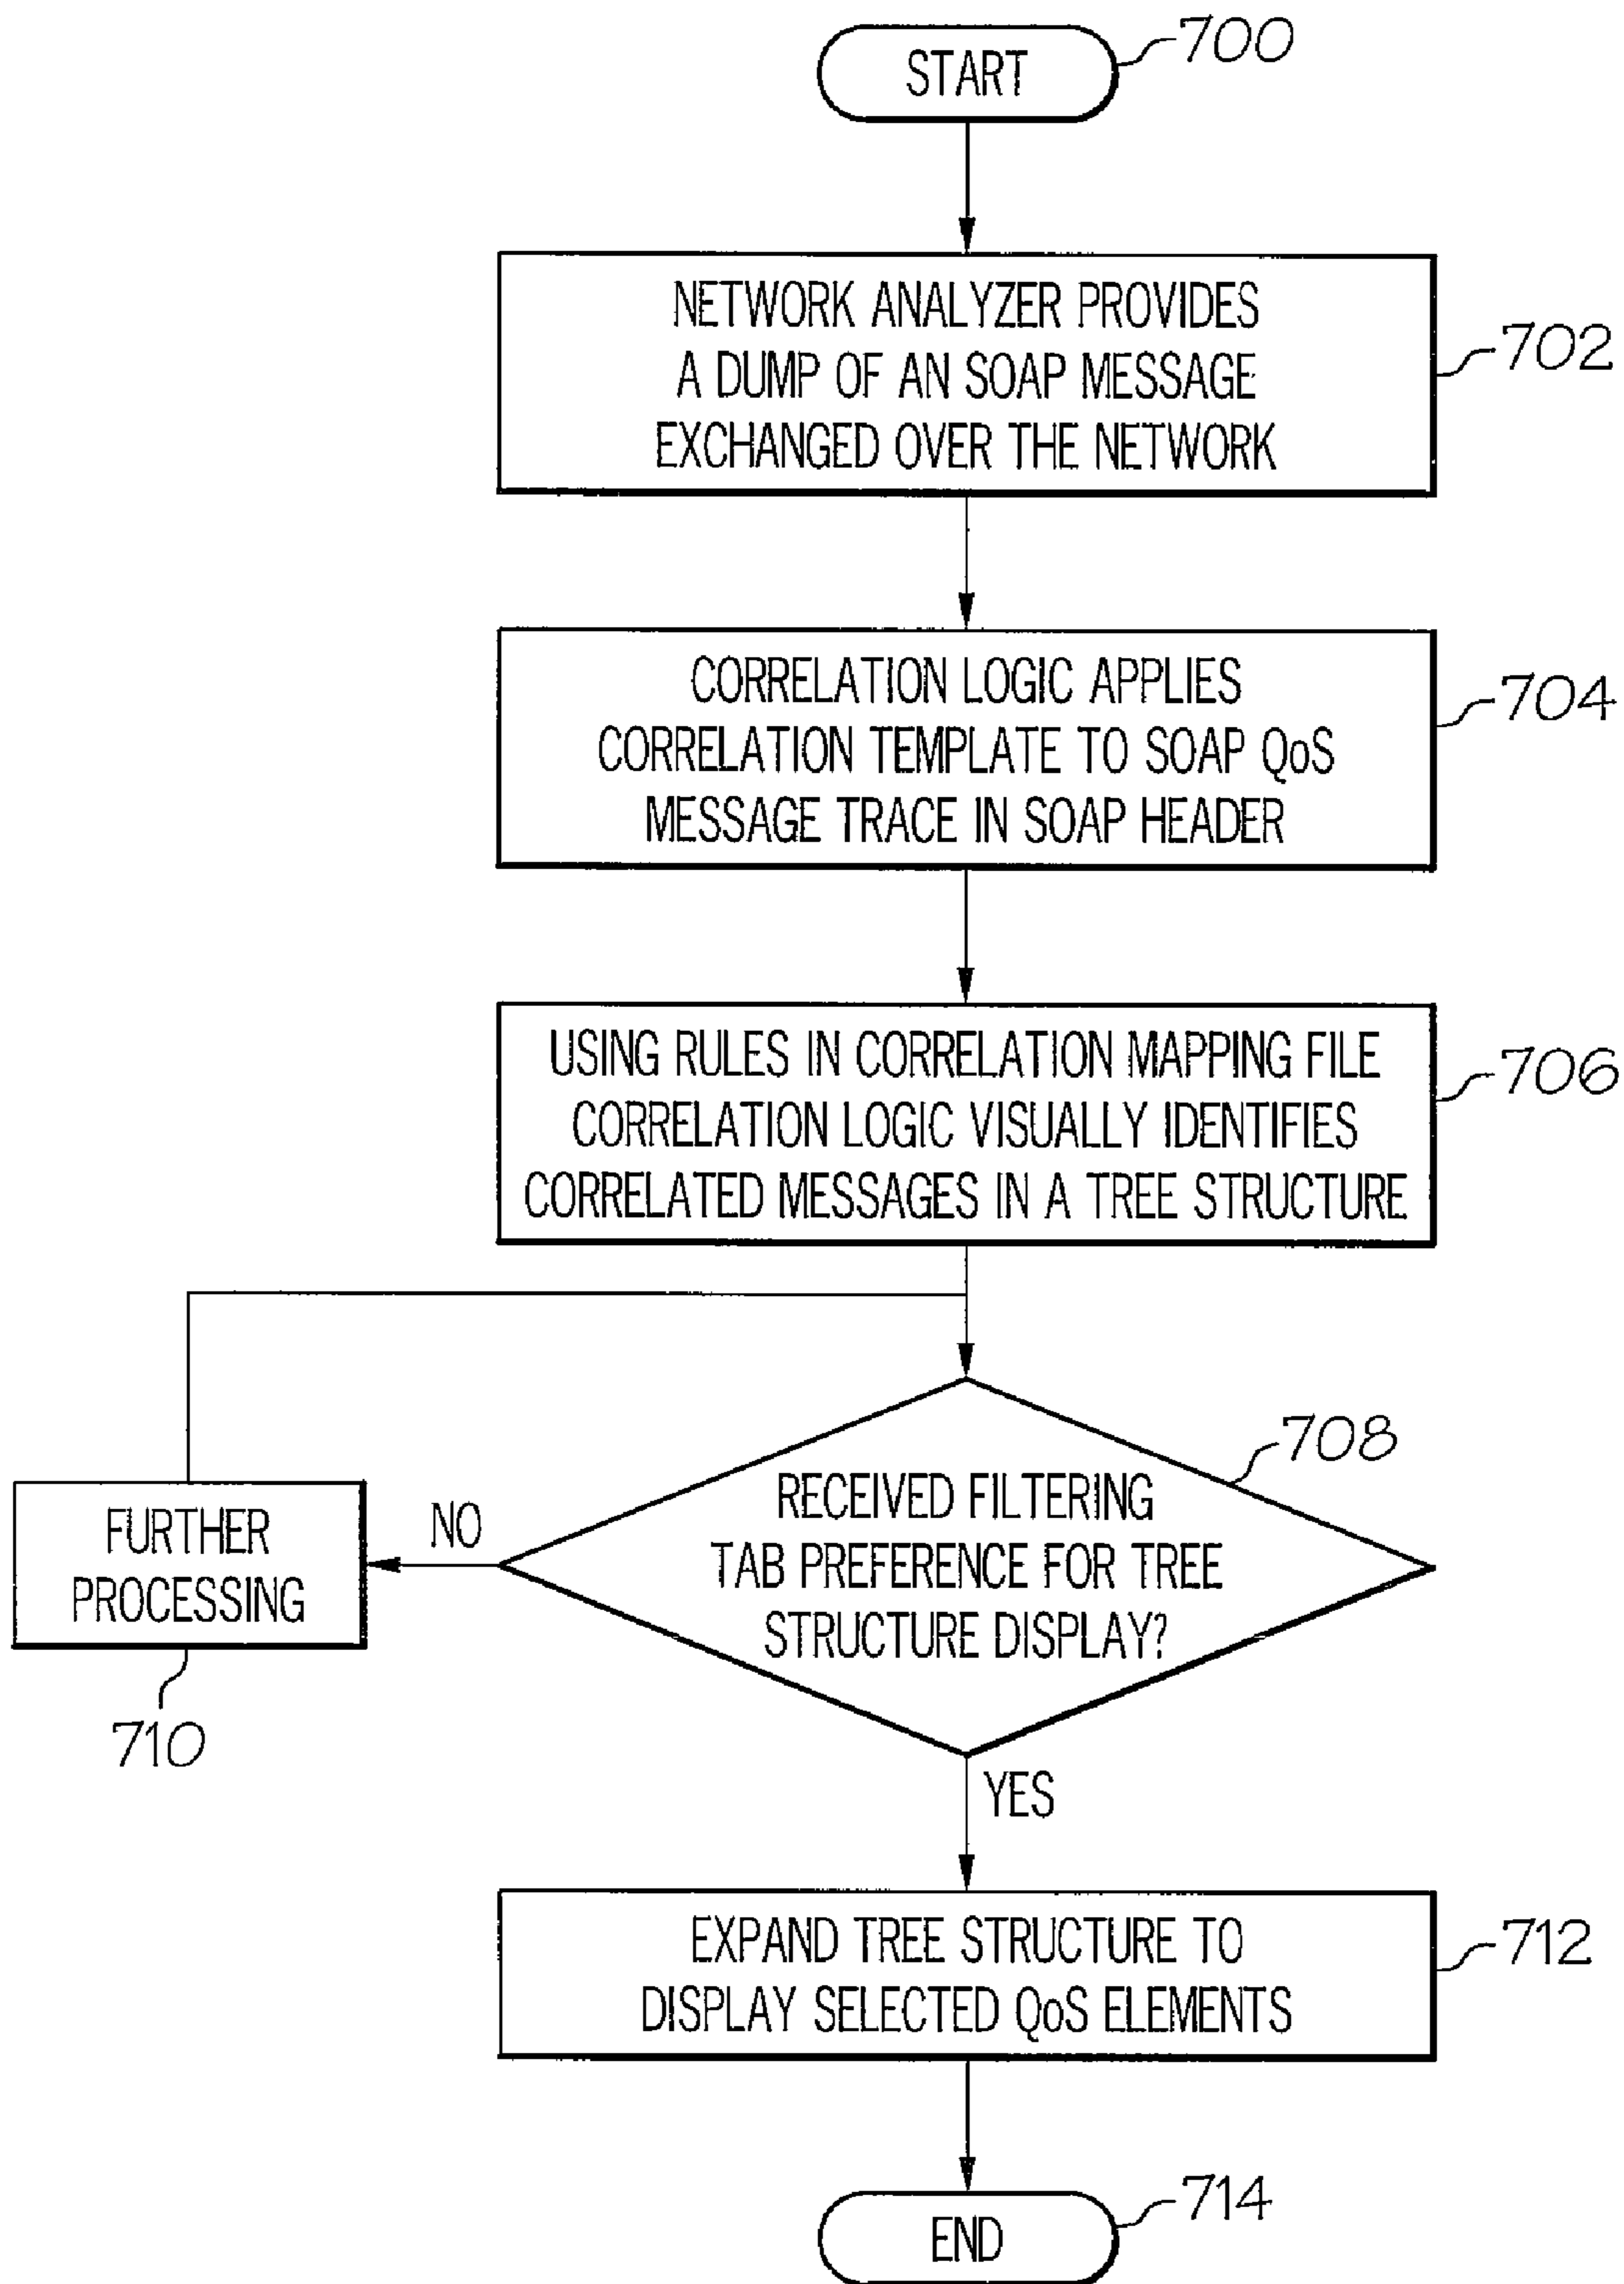 START
700
NETWORK ANALYZER PROVIDES
A DUMP OF AN SOAP MESSAGE
EXCHANGED OVER THE NETWORK
702
CORRELATION LOGIC APPLIES
CORRELATION TEMPLATE TO SOAP QoS
MESSAGE TRACE IN SOAP HEADER
704
USING RULES IN CORRELATION MAPPING FILE
CORRELATION LOGIC VISUALLY IDENTIFIES
CORRELATED MESSAGES IN A TREE STRUCTURE
706
708
RECEIVED FILTERING
TAB PREFERENCE FOR TREE
STRUCTURE DISPLAY?
NO
FURTHER
PROCESSING
710
YES
EXPAND TREE STRUCTURE TO
DISPLAY SELECTED QoS ELEMENTS
712
END
714